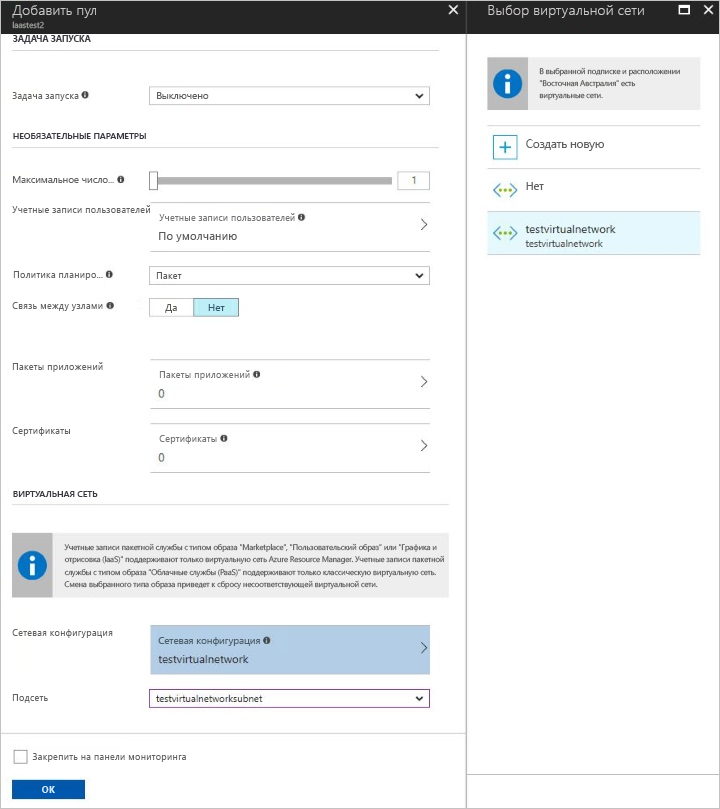 Добавить пул
Iaastest2
ЗАДАЧА ЗАПУСКА
Задача запуска
Выключено
НЕОБЯЗАТЕЛЬНЫЕ ПАРАМЕТРЫ
Максимальное число...
1
Учетные записи пользователей
Учетные записи пользователей
По умолчанию
Политика планиро...
Пакет
Связь между узлами
Да
Нет
Пакеты приложений
Пакеты приложений
0
Сертификаты
Сертификаты
0
ВИРТУАЛЬНАЯ СЕТЬ
Учетные записи пакетной службы с типом образа "Marketplace", "Пользовательский образ" или "Графика и
отрисовка (IaaS)" поддерживают только виртуальную сеть Azure Resource Manager. Учетные записи пакетной
службы с типом образа "Облачные службы (PaaS)" поддерживают только классическую виртуальную сеть.
Смена выбранного типа образа приведет к сбросу несоответствующей виртуальной сети.
Сетевая конфигурация
Сетевая конфигурация
testvirtualnetwork
Подсеть
testvirtualnetworksubnet
Закрепить на панели мониторинга
ОК
Выбор виртуальной сети
В выбранной подписке и расположении
"Восточная Австралия" есть
виртуальные сети.
Создать новую
Нет
testvirtualnetwork
testvirtualnetwork